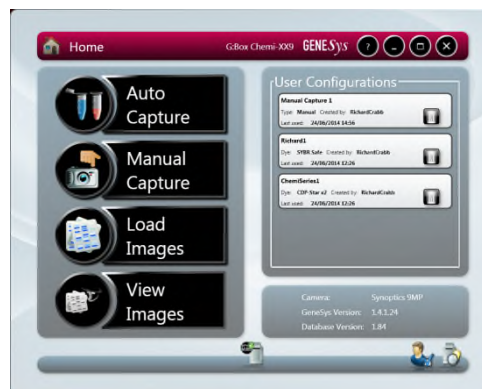 Home
G:Box Chemi-XX9 GENESys ?
Auto
Capture
Manual
Capture
Load
Images
View
Images
User Configurations
Manual Capture 1
Type: Manual Created by: RichardCrabb
Last used: 24/06/2014 14:56
Richard1
Dye: SYBR Safe Created by: RichardCrabb
Last used: 24/06/2014 12:26
ChemiSeries1
Dye: CDP-Star x2 Created by: RichardCrabb
Last used: 24/06/2014 12:26
Camera: Synoptics 9MP
GeneSys Version: 1.4.1.24
Database Version: 1.84